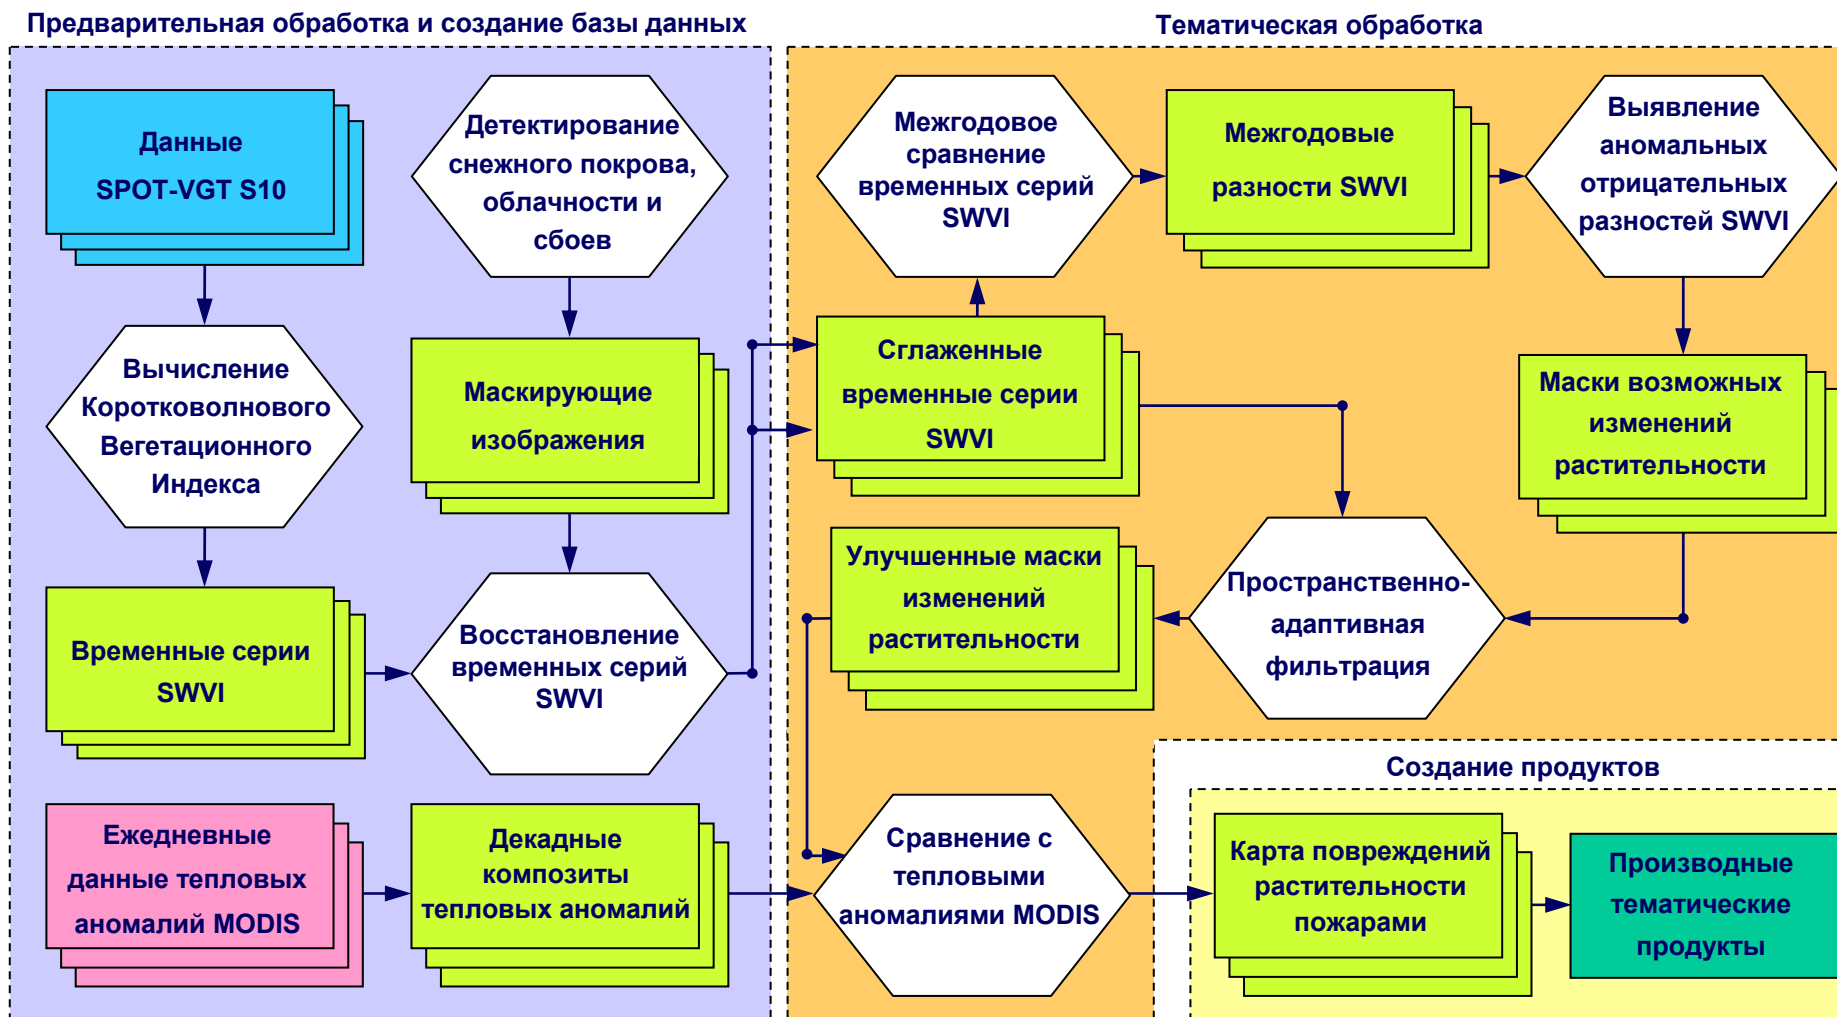 Предварительная обработка и создание базы данных
Данные
SPOT-VGT S10
Детектирование
снежного покрова,
облачности и
сбоев
Вычисление
Коротковолнового
Вегетационного
Индекса
Маскирующие
изображения
Временные серии
SWVI
Восстановление
временных серий
SWVI
Ежедневные
данные тепловых
аномалий MODIS
Декадные
композиты
тепловых аномалий
Тематическая обработка
Межгодовое
сравнение
временных серий
SWVI
Межгодовые
разности SWVI
Выявление
аномальных
отрицательных
разностей SWVI
Сглаженные
временные серии
SWVI
Маски возможных
изменений
растительности
Улучшенные маски
изменений
растительности
Пространственно-
адаптивная
фильтрация
Сравнение с
тепловыми
аномалиями MODIS
Создание продуктов
Карта повреждений
растительности
пожарами
Производные
тематические
продукты